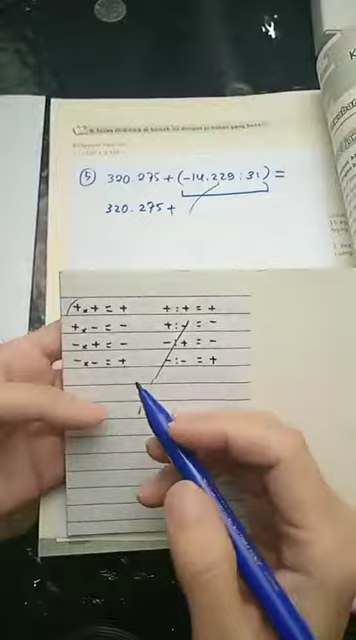 ⑤ 320.275 + (-14.229 : 31) =
320.275 +
+ x + = + + : + = +
+ x - = - + : - = -
- x + = - - : + = -
- x - = + - : - = +